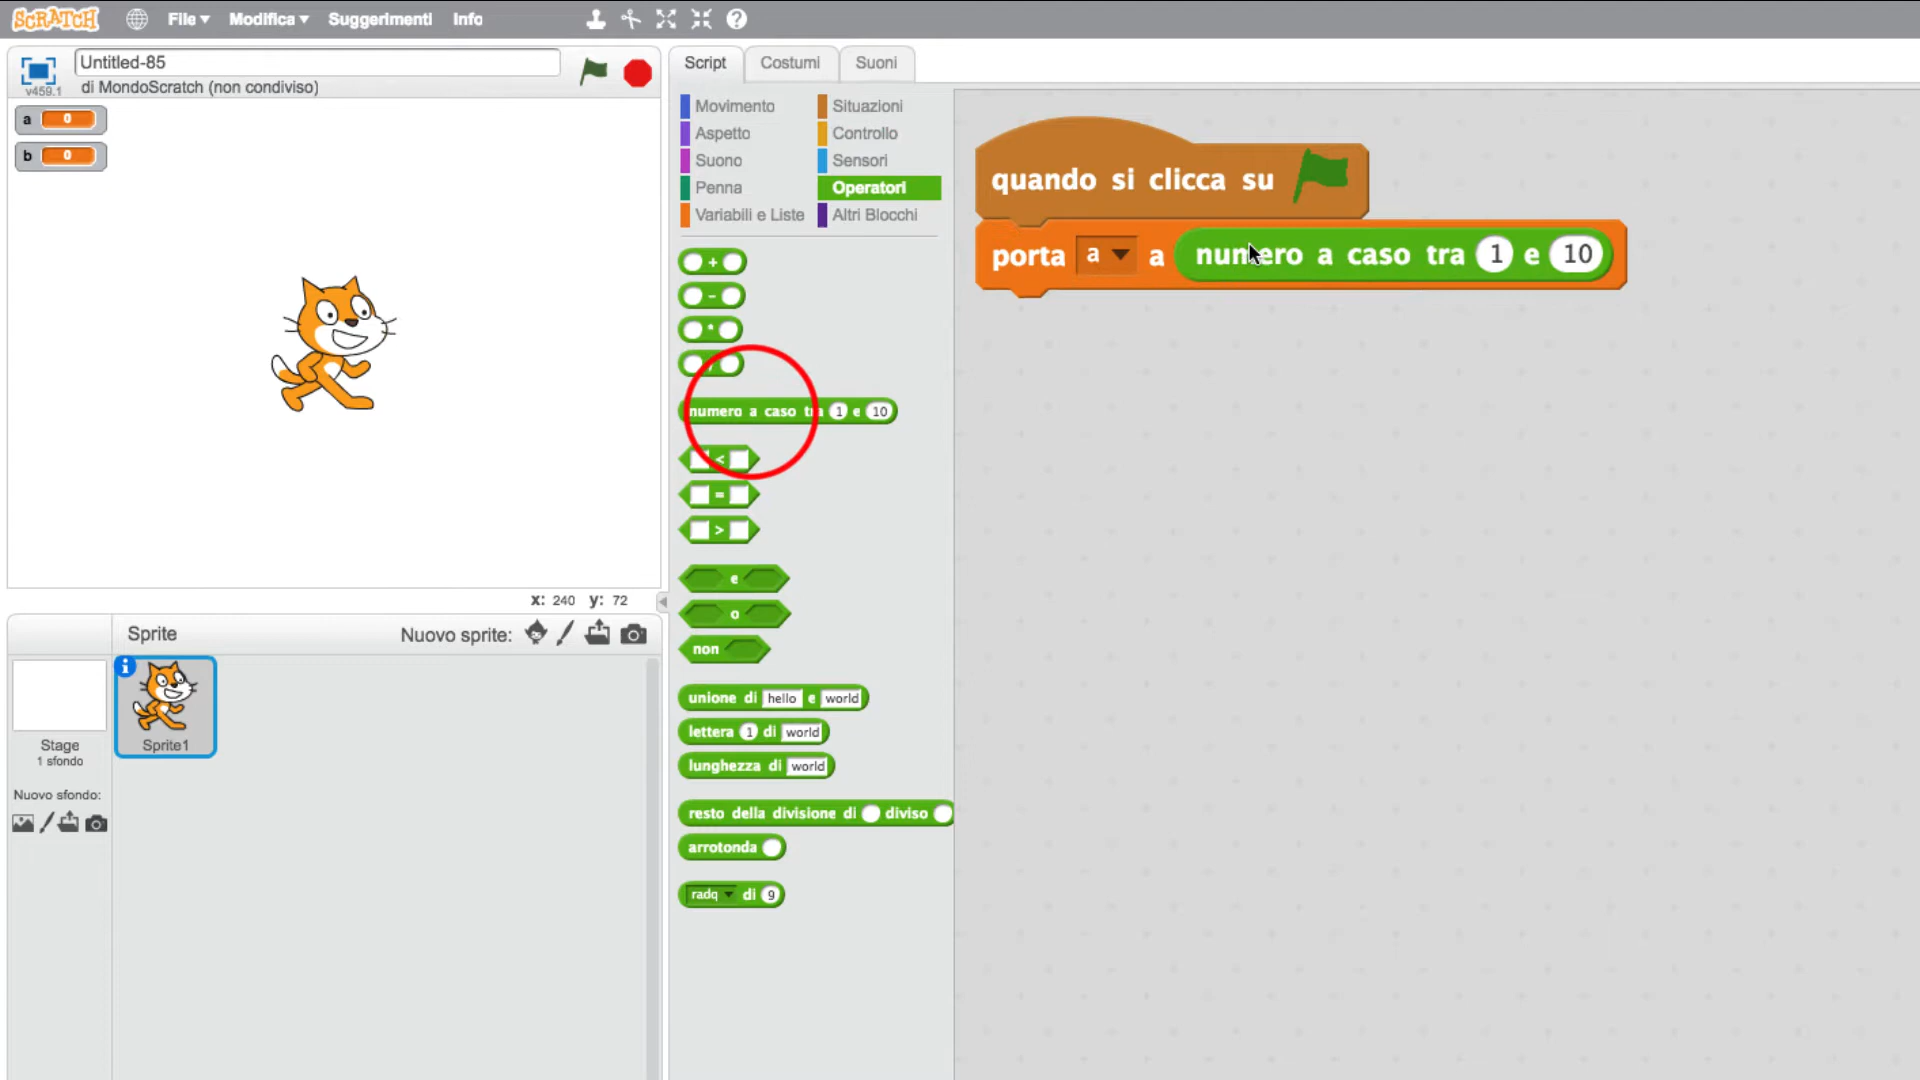 SCRATCH File Modifica Suggerimenti Info
Untitled-85
di MondoScratch (non condiviso)
v459.1
a 0
b 0
x: 240 y: 72
Sprite
Nuovo sprite:
Sprite1
Stage
1 sfondo
Nuovo sfondo:
Script Costumi Suoni
Movimento Situazioni
Aspetto Controllo
Suono Sensori
Penna Operatori
Variabili e Liste Altri Blocchi
+
-
*
numero a caso tra 1 e 10
<
=
>
e
o
non
unione di hello e world
lettera 1 di world
lunghezza di world
resto della divisione di diviso
arrotonda
radq di 9
quando si clicca su
porta a a numero a caso tra 1 e 10